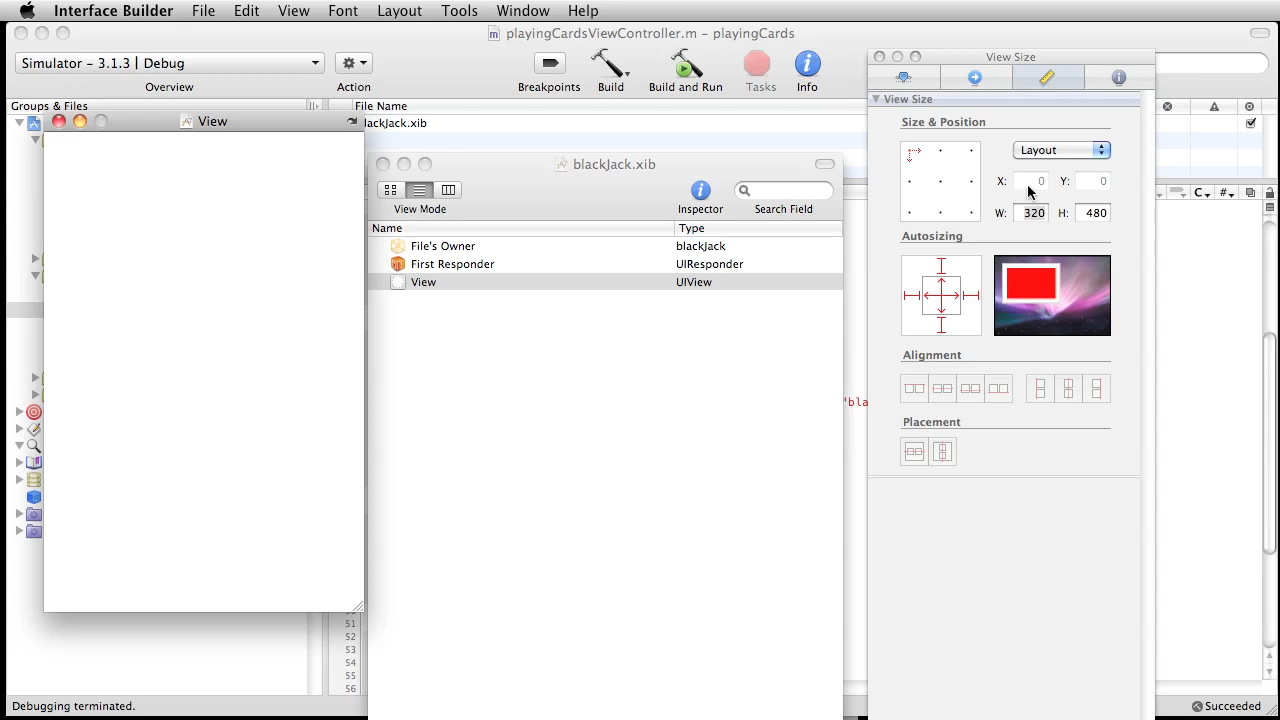 Interface Builder File Edit View Font Layout Tools Window Help
playingCardsViewController.m – playingCards
Simulator – 3.1.3 | Debug
Overview Action Breakpoints Build Build and Run Tasks Info
Groups & Files File Name
View
lackJack.xib
blackJack.xib
View Mode Inspector Search Field
Name Type
File's Owner blackJack
First Responder UIResponder
View UIView
View Size
View Size
Size & Position
Layout
X: 0 Y: 0
W: 320 H: 480
Autosizing
Alignment
Placement
C #
"bla
51
52
53
54
55
56
Debugging terminated.
Succeeded